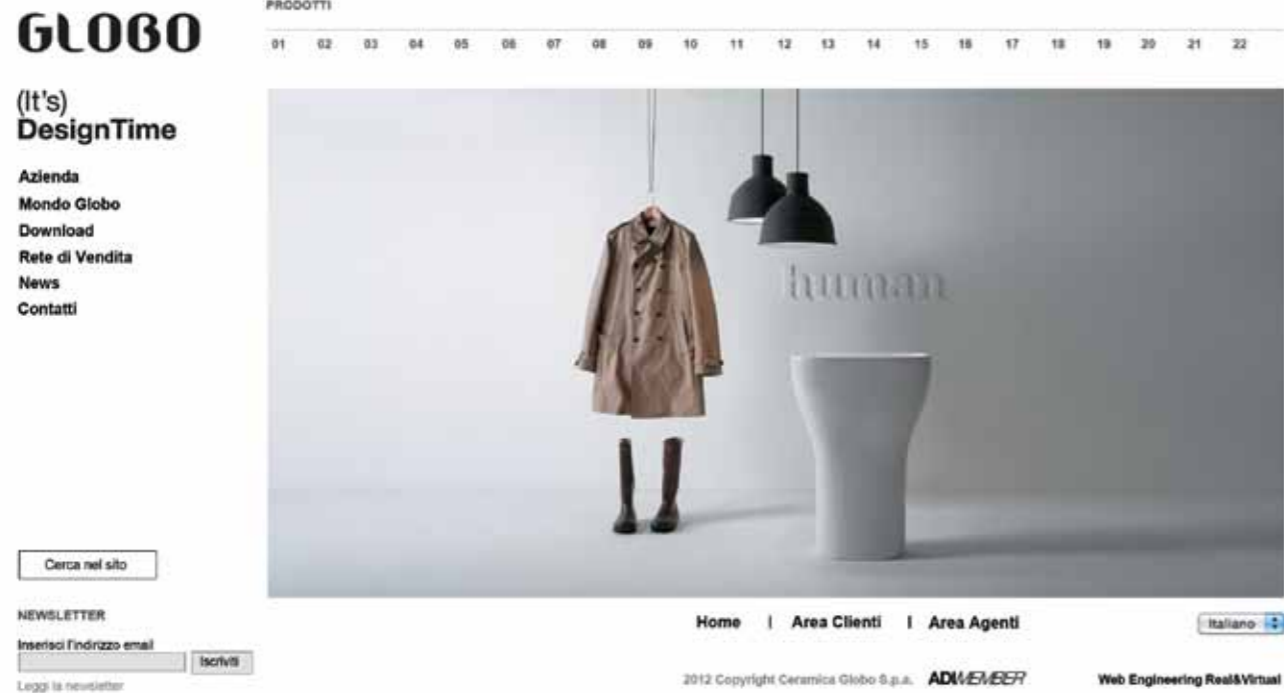 GLOBO
(It's)
DesignTime
Azienda
Mondo Globo
Download
Rete di Vendita
News
Contatti
Cerca nel sito
NEWSLETTER
Inserisci l'indirizzo email
Iscriviti
Leggi la newsletter
PRODOTTI
01 02 03 04 05 06 07 08 09 10 11 12 13 14 15 16 17 18 19 20 21 22
human
Home | Area Clienti | Area Agenti
Italiano
2012 Copyright Ceramica Globo S.p.a. ADIMEMBER Web Engineering Real&Virtual